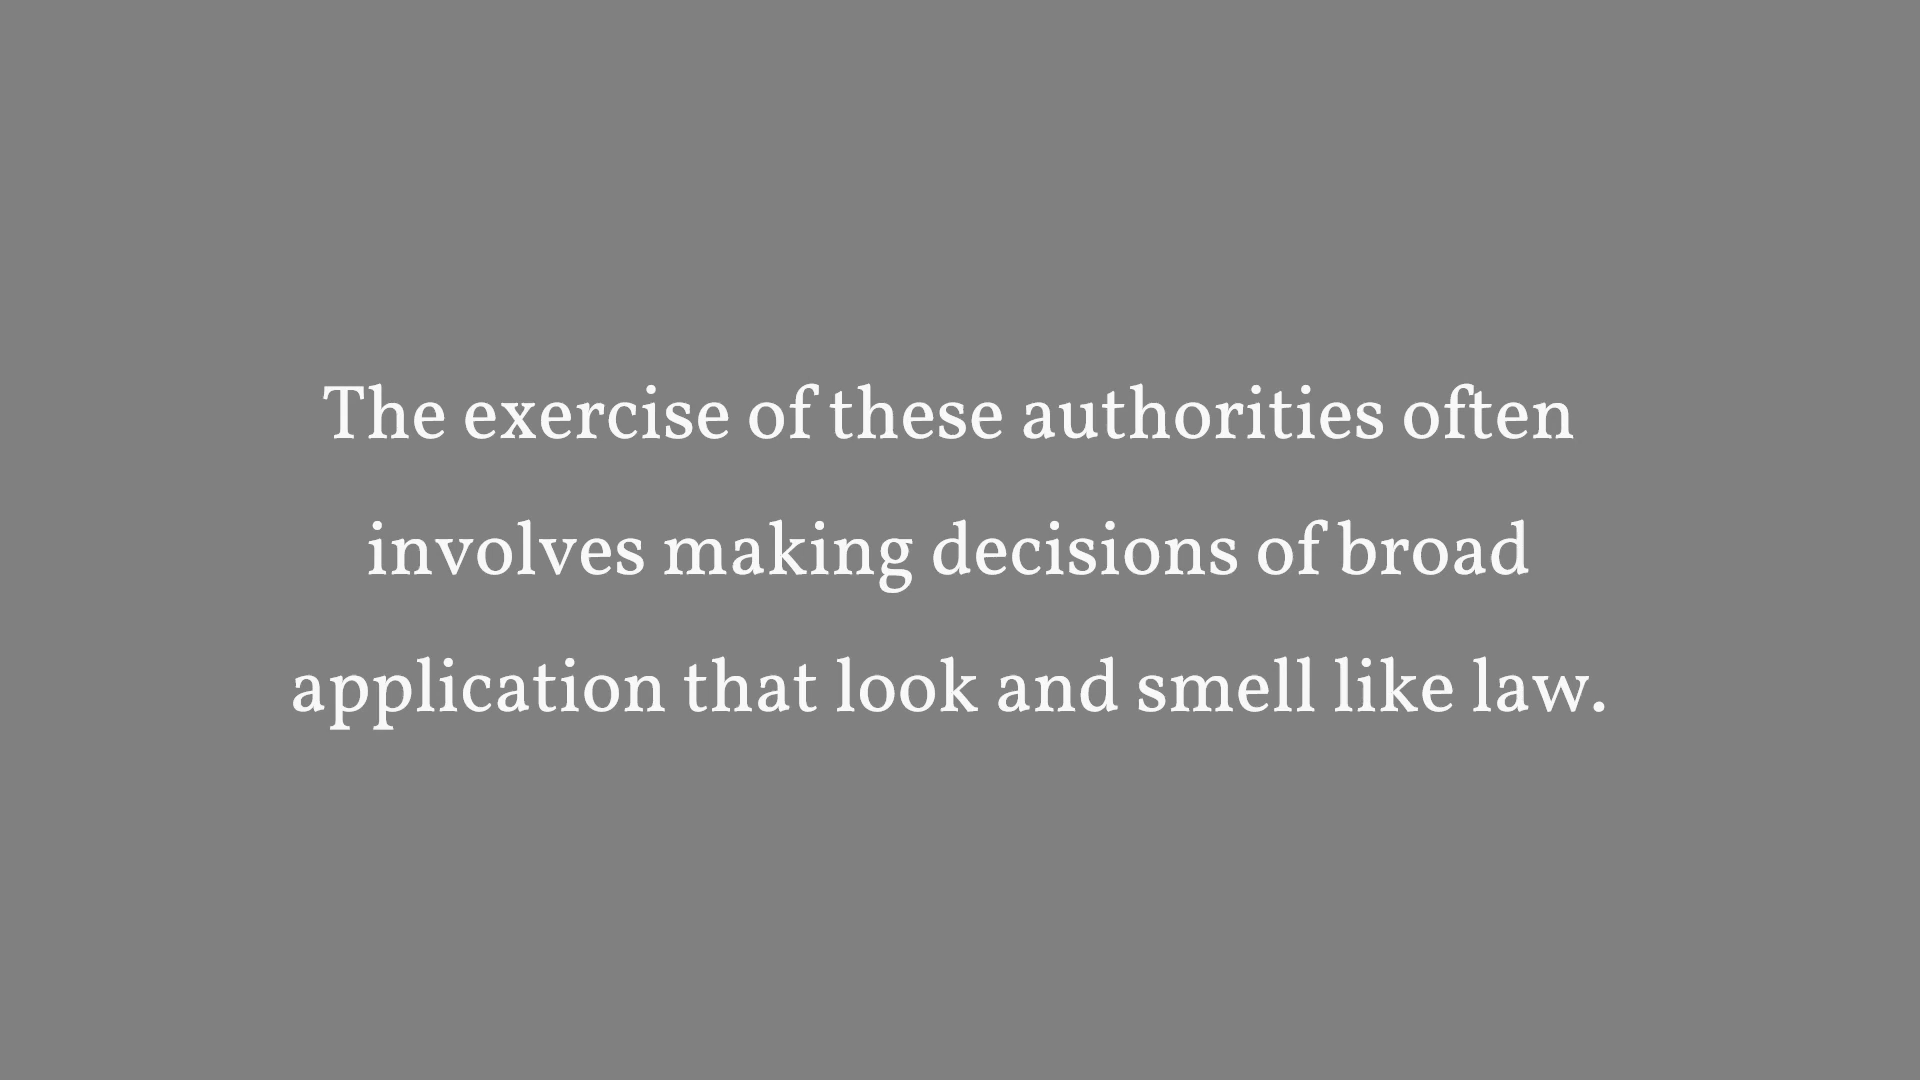 The exercise of these authorities often
involves making decisions of broad
application that look and smell like law.